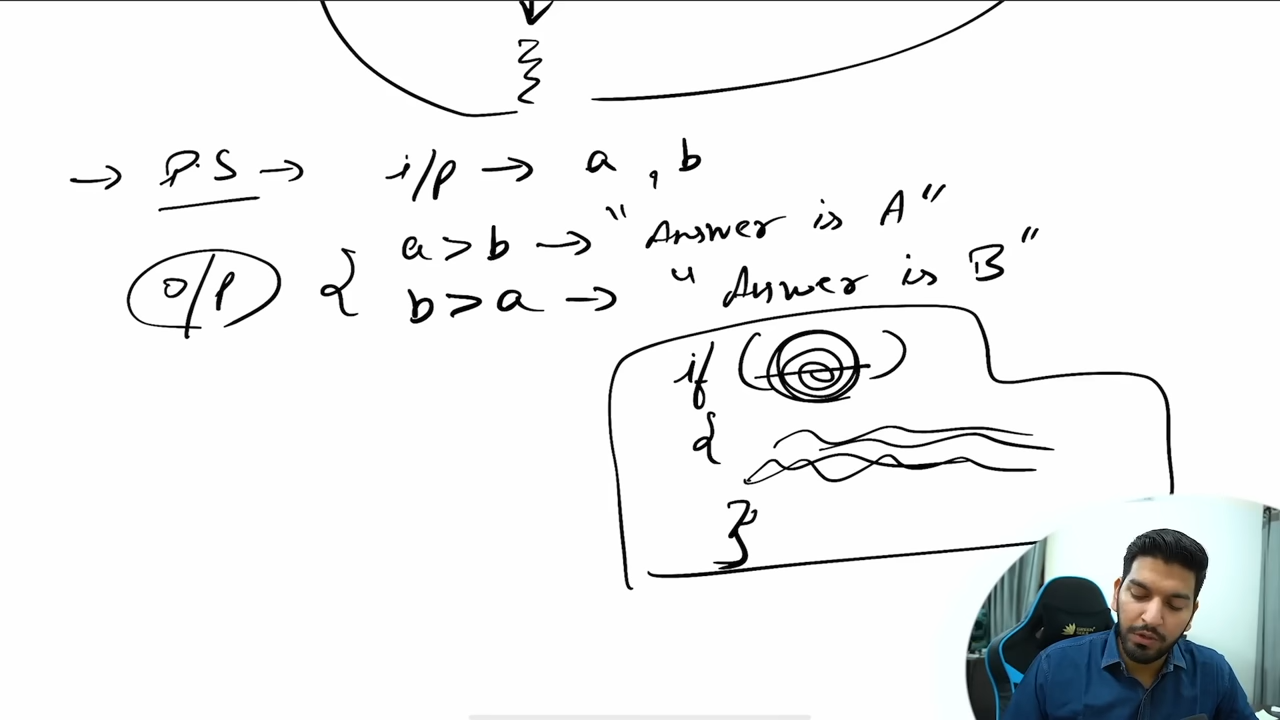 }
→ P.S → i/p → a , b
O/P { a > b → "Answer is A"
b > a → "Answer is B"
if ( )
{
}